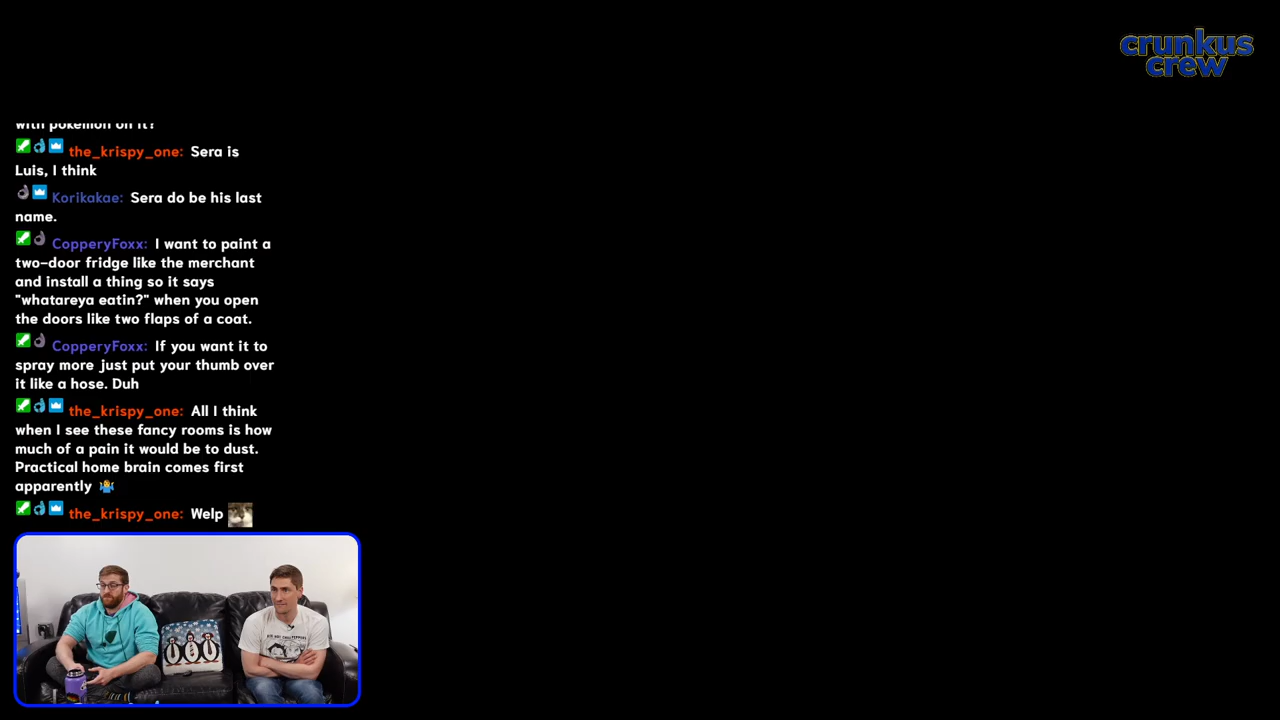 crunkus
crew
with pokemon on it?
the_krispy_one: Sera is
Luis, I think
Korikakae: Sera do be his last
name.
CopperyFoxx: I want to paint a
two-door fridge like the merchant
and install a thing so it says
"whatareya eatin?" when you open
the doors like two flaps of a coat.
CopperyFoxx: If you want it to
spray more just put your thumb over
it like a hose. Duh
the_krispy_one: All I think
when I see these fancy rooms is how
much of a pain it would be to dust.
Practical home brain comes first
apparently 🤷
the_krispy_one: Welp